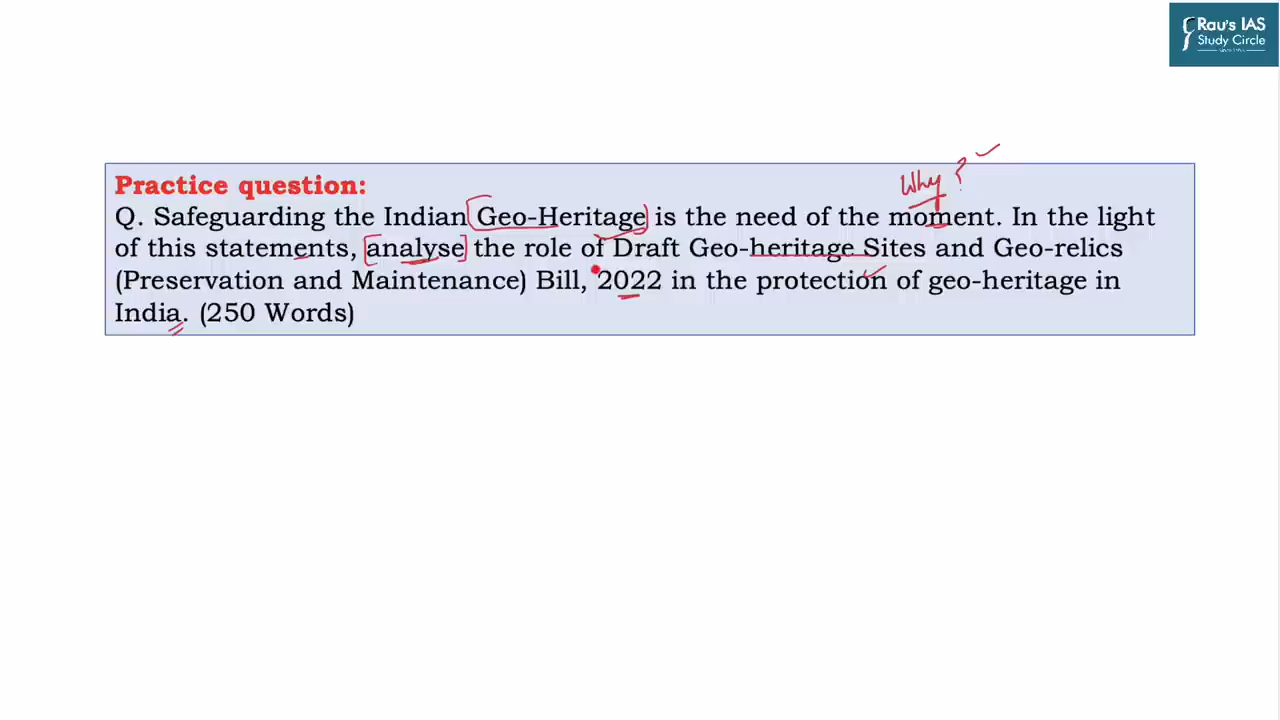 Rau's IAS
Study Circle
Why ?
Practice question:
Q. Safeguarding the Indian Geo-Heritage is the need of the moment. In the light
of this statements, analyse the role of Draft Geo-heritage Sites and Geo-relics
(Preservation and Maintenance) Bill, 2022 in the protection of geo-heritage in
India. (250 Words)